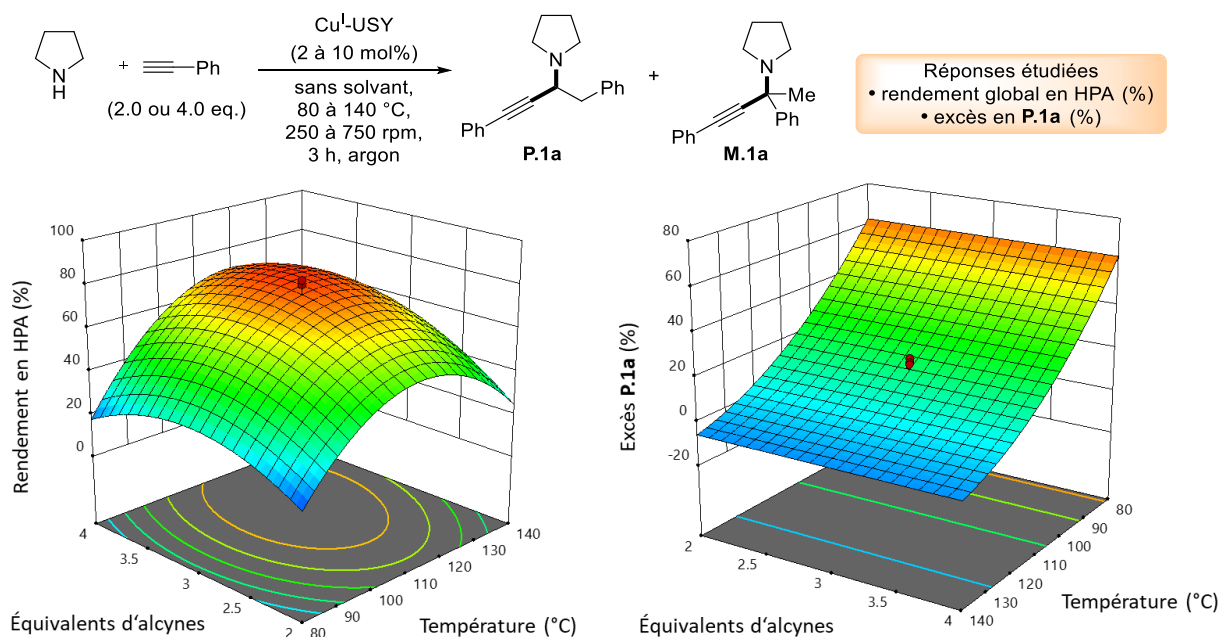 N
H
+
Ph
(2.0 ou 4.0 eq.)
Cuᴵ-USY
(2 à 10 mol%)
sans solvant,
80 à 140 °C,
250 à 750 rpm,
3 h, argon
N
Ph
Ph
P.1a
+
N
Me
Ph
Ph
M.1a
Réponses étudiées
• rendement global en HPA (%)
• excès en P.1a (%)
Rendement en HPA (%)
100
80
60
40
20
0
4
3.5
3
2.5
2
80
90
100
110
120
130
140
Équivalents d'alcynes
Température (°C)
Excès P.1a (%)
80
60
40
20
0
-20
2
2.5
3
3.5
4
140
130
120
110
100
90
80
Équivalents d'alcynes
Température (°C)